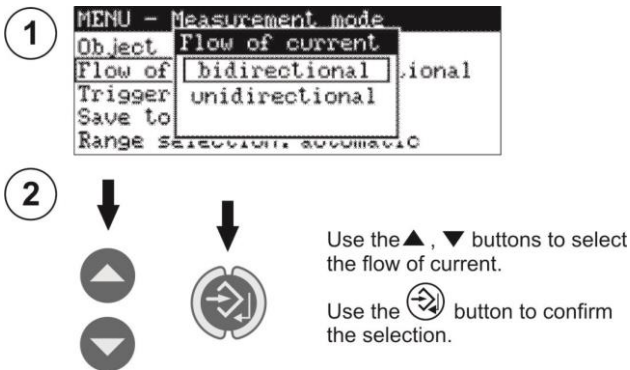 1
MENU - Measurement mode
Object Flow of current
Flow of bidirectional .ional
Trigger unidirectional
Save to
Range selection: automatic
2
Use the ▲ , ▼ buttons to select
the flow of current.
Use the button to confirm
the selection.